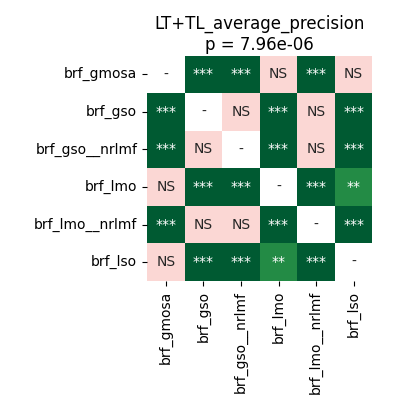 LT+TL_average_precision
p = 7.96e-06
brf_gmosa - *** *** NS *** NS
brf_gso *** - NS *** NS ***
brf_gso__nrlmf *** NS - *** NS ***
brf_lmo NS *** *** - *** **
brf_lmo__nrlmf *** NS NS *** - ***
brf_lso NS *** *** ** *** -
brf_gmosa
brf_gso
brf_gso__nrlmf
brf_lmo
brf_lmo__nrlmf
brf_lso